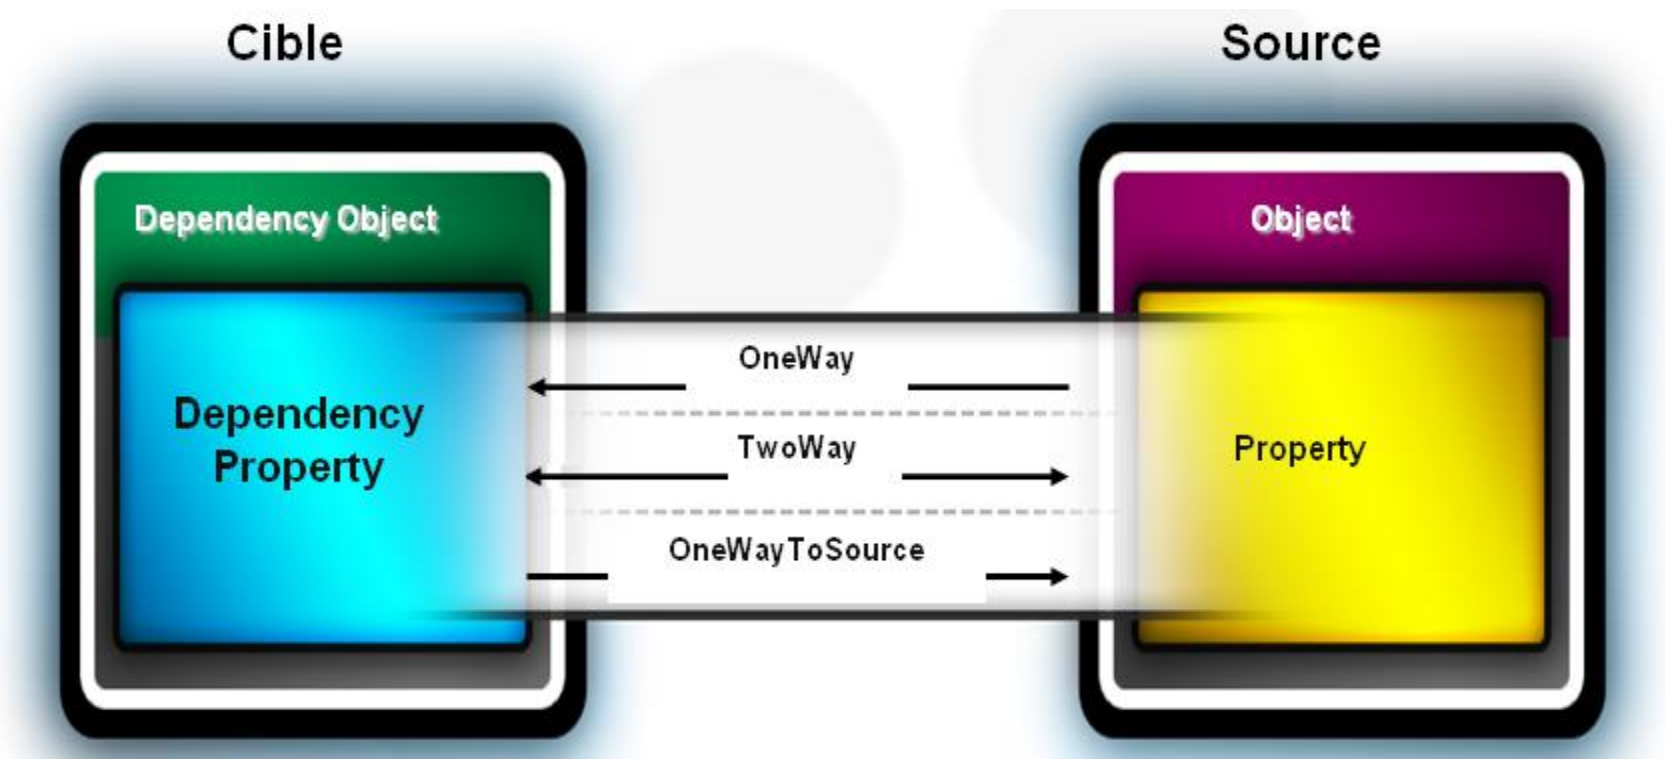 Cible
Source
Dependency Object
Object
OneWay
Dependency
Property
TwoWay
Property
OneWayToSource